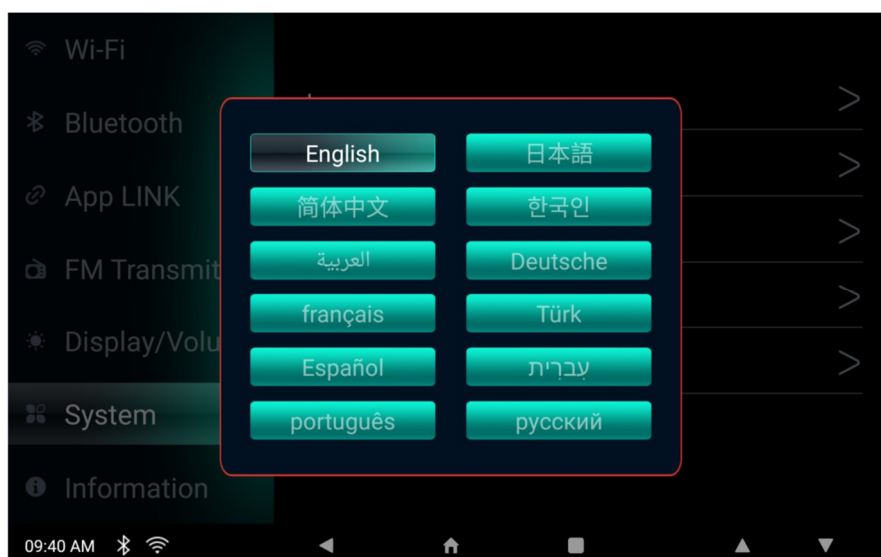 Wi-Fi
Bluetooth
App LINK
FM Transmit
Display/Volu
System
Information
English
日本語
简体中文
한국인
العربية
Deutsche
français
Türk
Español
עִברִית
português
русский
09:40 AM